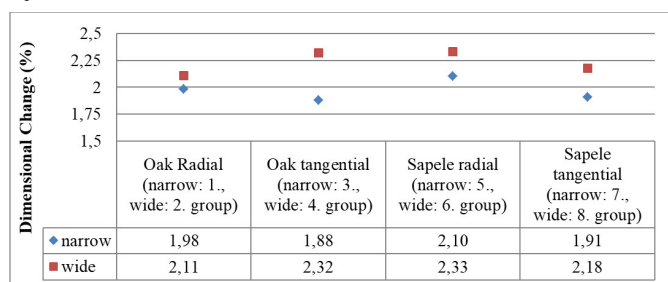 Dimensional Change (%)
2,5
2,25
2
1,75
1,5
Oak Radial
(narrow: 1.,
wide: 2. group)
Oak tangential
(narrow: 3.,
wide: 4. group)
Sapele radial
(narrow: 5.,
wide: 6. group)
Sapele
tangential
(narrow: 7.,
wide: 8. group)
narrow 1,98 1,88 2,10 1,91
wide 2,11 2,32 2,33 2,18